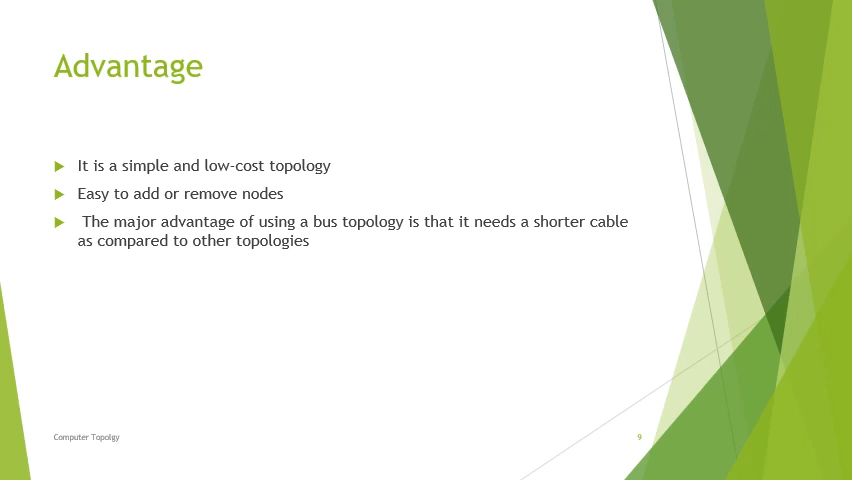 Advantage
It is a simple and low-cost topology
Easy to add or remove nodes
The major advantage of using a bus topology is that it needs a shorter cable
as compared to other topologies
Computer Topolgy
9